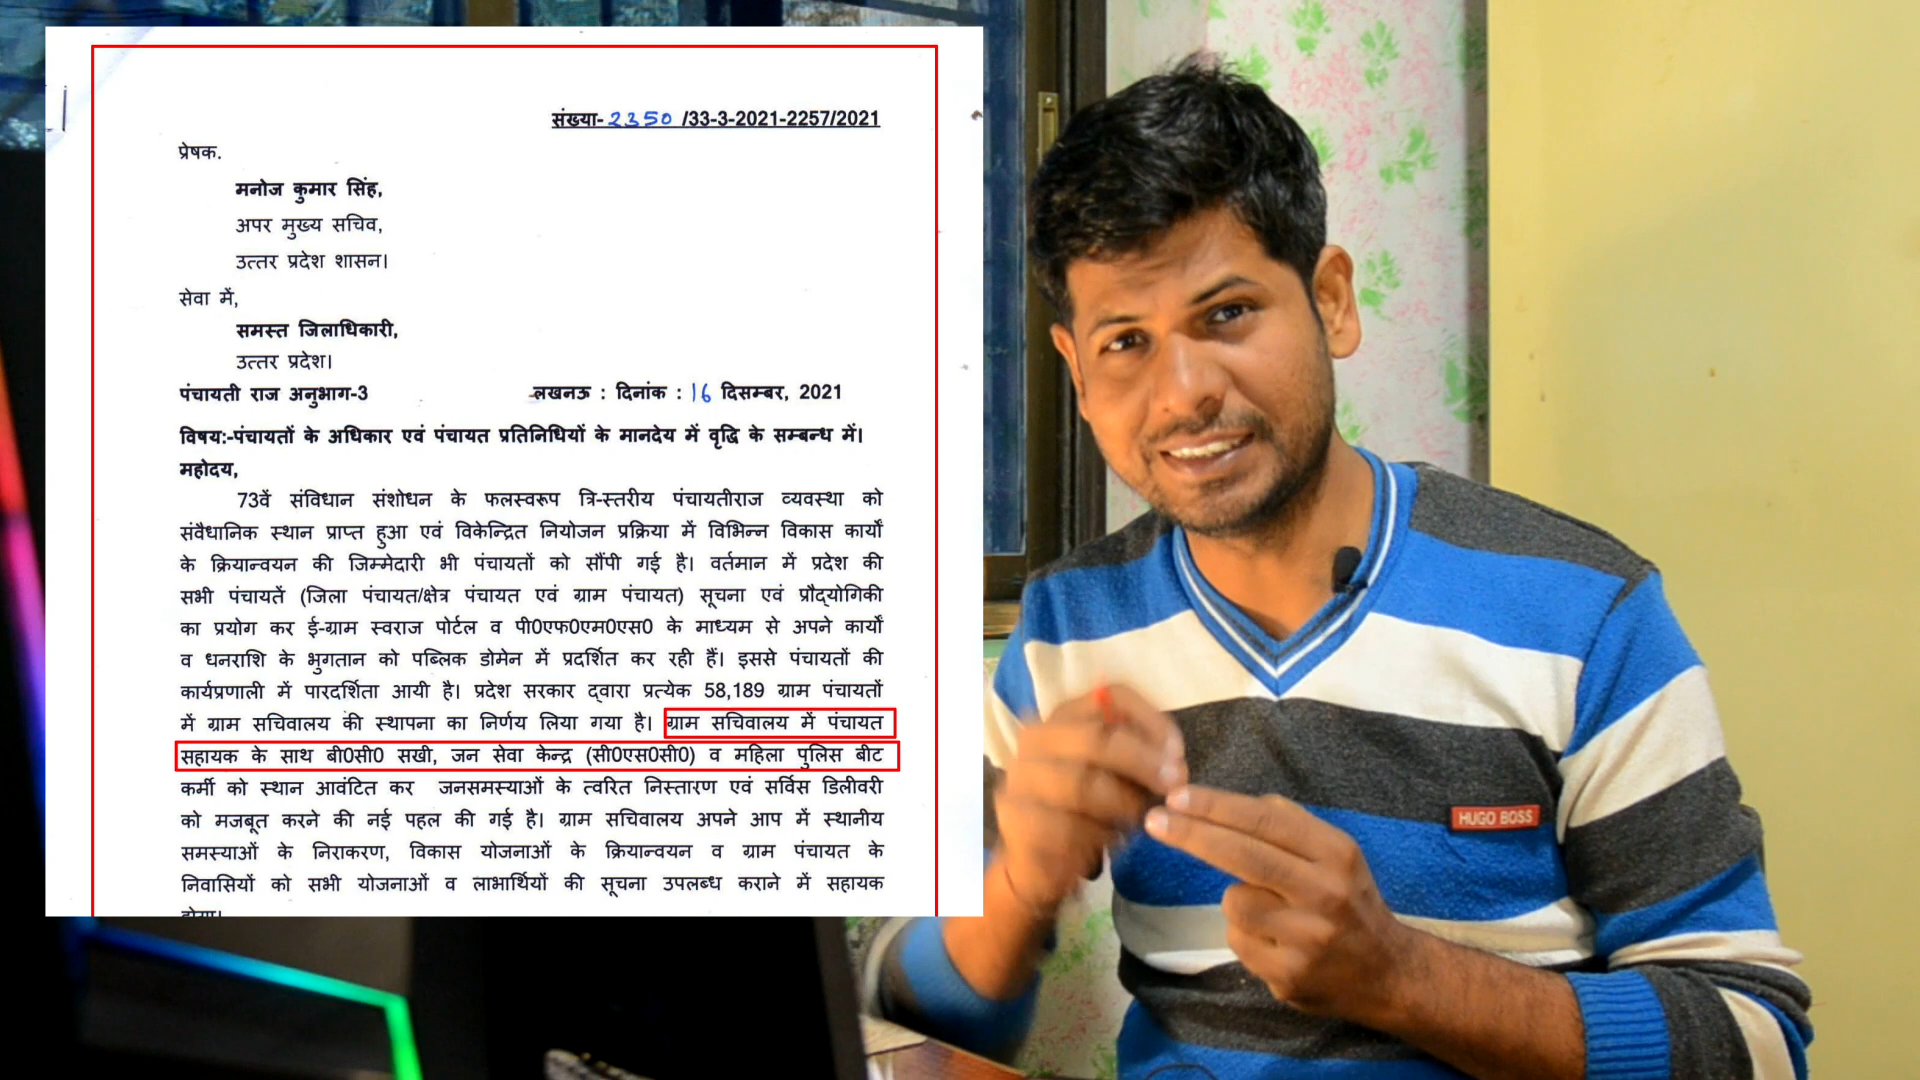 संख्या-2350 /33-3-2021-2257/2021
प्रेषक.
मनोज कुमार सिंह,
अपर मुख्य सचिव,
उत्तर प्रदेश शासन।
सेवा में,
समस्त जिलाधिकारी,
उत्तर प्रदेश।
पंचायती राज अनुभाग-3 लखनऊ : दिनांक : 16 दिसम्बर, 2021
विषय:-पंचायतों के अधिकार एवं पंचायत प्रतिनिधियों के मानदेय में वृद्धि के सम्बन्ध में।
महोदय,
73वें संविधान संशोधन के फलस्वरूप त्रि-स्तरीय पंचायतीराज व्यवस्था को
संवैधानिक स्थान प्राप्त हुआ एवं विकेन्द्रित नियोजन प्रक्रिया में विभिन्न विकास कार्यों
के क्रियान्वयन की जिम्मेदारी भी पंचायतों को सौंपी गई है। वर्तमान में प्रदेश की
सभी पंचायतें (जिला पंचायत/क्षेत्र पंचायत एवं ग्राम पंचायत) सूचना एवं प्रौद्योगिकी
का प्रयोग कर ई-ग्राम स्वराज पोर्टल व पी0एफ0एम0एस0 के माध्यम से अपने कार्यों
व धनराशि के भुगतान को पब्लिक डोमेन में प्रदर्शित कर रही हैं। इससे पंचायतों की
कार्यप्रणाली में पारदर्शिता आयी है। प्रदेश सरकार द्वारा प्रत्येक 58,189 ग्राम पंचायतों
में ग्राम सचिवालय की स्थापना का निर्णय लिया गया है। ग्राम सचिवालय में पंचायत
सहायक के साथ बी0सी0 सखी, जन सेवा केन्द्र (सी0एस0सी0) व महिला पुलिस बीट
कर्मी को स्थान आवंटित कर जनसमस्याओं के त्वरित निस्तारण एवं सर्विस डिलीवरी
को मजबूत करने की नई पहल की गई है। ग्राम सचिवालय अपने आप में स्थानीय
समस्याओं के निराकरण, विकास योजनाओं के क्रियान्वयन व ग्राम पंचायत के
निवासियों को सभी योजनाओं व लाभार्थियों की सूचना उपलब्ध कराने में सहायक
HUGO BOSS